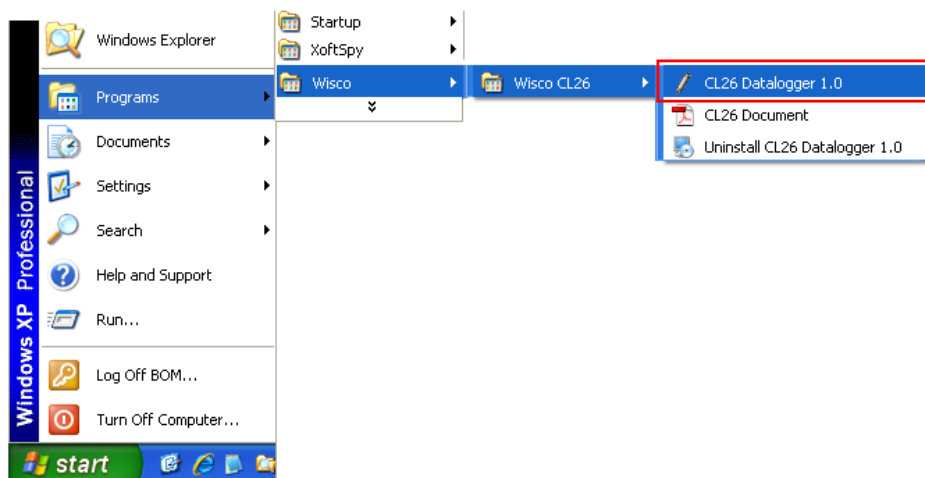 Windows XP Professional
Windows Explorer
Programs
Documents
Settings
Search
Help and Support
Run...
Log Off BOM...
Turn Off Computer...
start
Startup
XoftSpy
Wisco
Wisco CL26
CL26 Datalogger 1.0
CL26 Document
Uninstall CL26 Datalogger 1.0